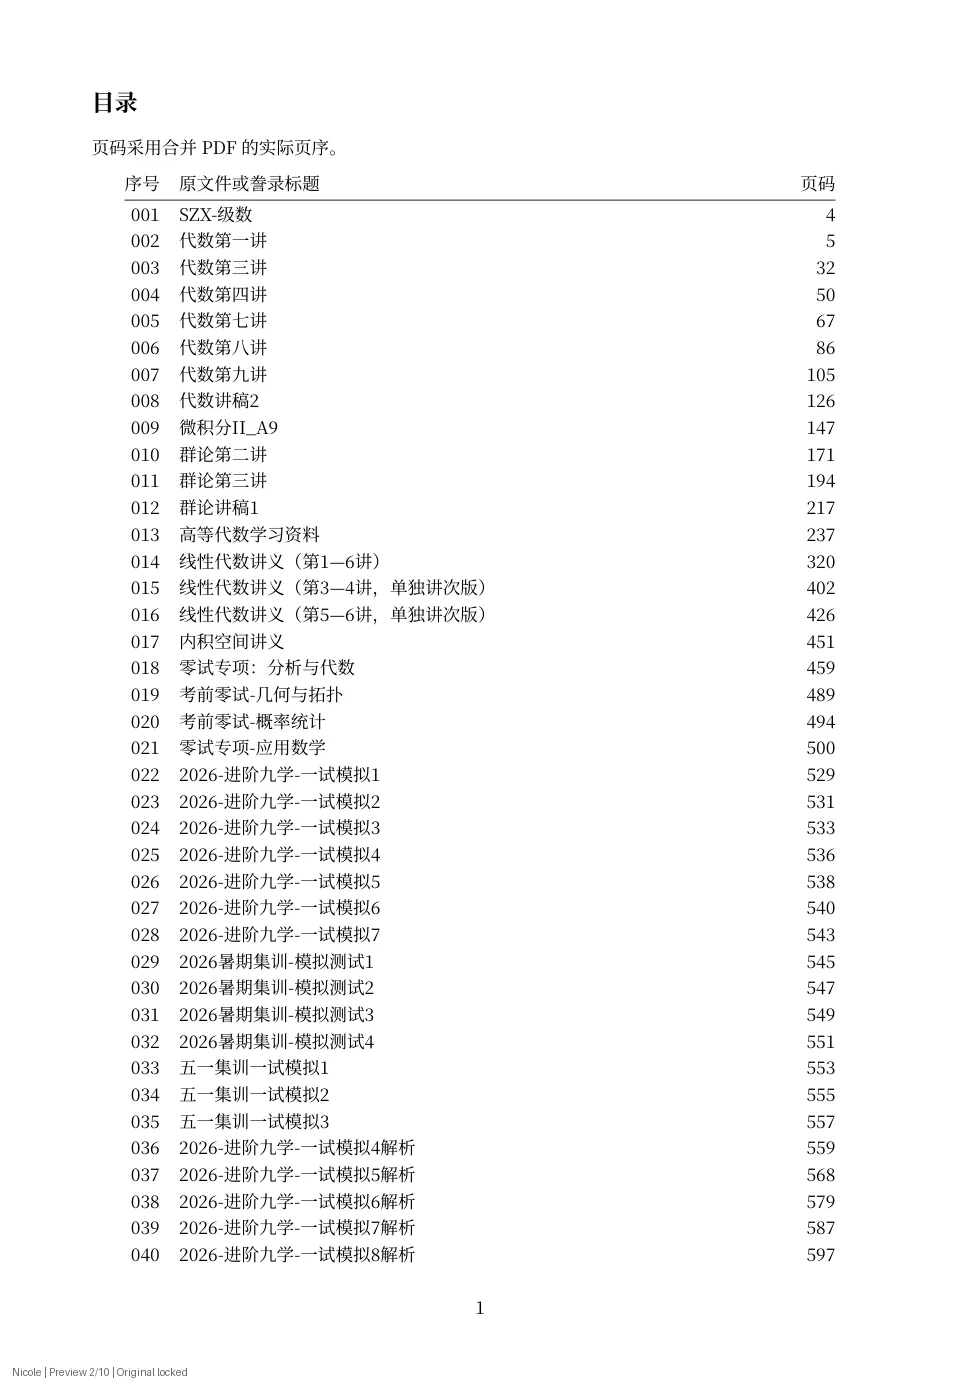 目录
页码采用合并 PDF 的实际页序。
序号 原文件或誊录标题 页码
001 SZX-级数 4
002 代数第一讲 5
003 代数第三讲 32
004 代数第四讲 50
005 代数第七讲 67
006 代数第八讲 86
007 代数第九讲 105
008 代数讲稿2 126
009 微积分II_A9 147
010 群论第二讲 171
011 群论第三讲 194
012 群论讲稿1 217
013 高等代数学习资料 237
014 线性代数讲义（第1—6讲） 320
015 线性代数讲义（第3—4讲，单独讲次版） 402
016 线性代数讲义（第5—6讲，单独讲次版） 426
017 内积空间讲义 451
018 零试专项：分析与代数 459
019 考前零试-几何与拓扑 489
020 考前零试-概率统计 494
021 零试专项-应用数学 500
022 2026-进阶九学-一试模拟1 529
023 2026-进阶九学-一试模拟2 531
024 2026-进阶九学-一试模拟3 533
025 2026-进阶九学-一试模拟4 536
026 2026-进阶九学-一试模拟5 538
027 2026-进阶九学-一试模拟6 540
028 2026-进阶九学-一试模拟7 543
029 2026暑期集训-模拟测试1 545
030 2026暑期集训-模拟测试2 547
031 2026暑期集训-模拟测试3 549
032 2026暑期集训-模拟测试4 551
033 五一集训一试模拟1 553
034 五一集训一试模拟2 555
035 五一集训一试模拟3 557
036 2026-进阶九学-一试模拟4解析 559
037 2026-进阶九学-一试模拟5解析 568
038 2026-进阶九学-一试模拟6解析 579
039 2026-进阶九学-一试模拟7解析 587
040 2026-进阶九学-一试模拟8解析 597
1
Nicole | Preview 2/10 | Original locked